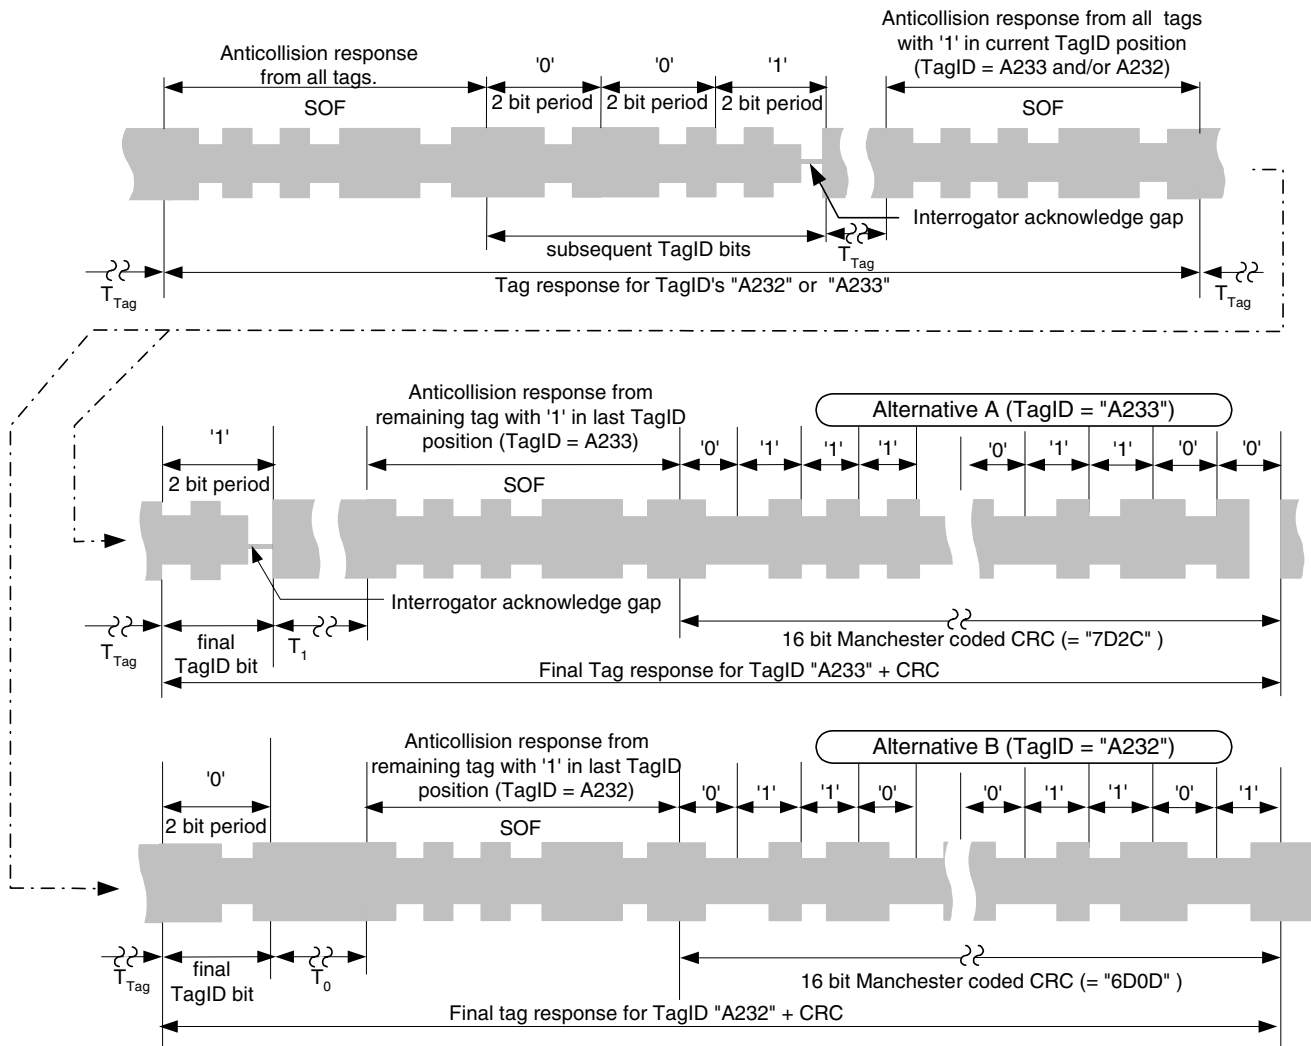 Anticollision response
from all tags.
'0'
'0'
'1'
Anticollision response from all tags
with '1' in current TagID position
(TagID = A233 and/or A232)
SOF
2 bit period
2 bit period
2 bit period
SOF
Interrogator acknowledge gap
subsequent TagID bits
T Tag
T Tag
Tag response for TagID's "A232" or "A233"
T Tag
Anticollision response from
remaining tag with '1' in last TagID
position (TagID = A233)
Alternative A (TagID = "A233")
'1'
'0'
'1'
'1'
'1'
'0'
'1'
'1'
'0'
'0'
2 bit period
SOF
Interrogator acknowledge gap
T Tag
final
TagID bit
T 1
16 bit Manchester coded CRC (= "7D2C" )
Final Tag response for TagID "A233" + CRC
Anticollision response from
remaining tag with '1' in last TagID
position (TagID = A232)
Alternative B (TagID = "A232")
'0'
'0'
'1'
'1'
'0'
'0'
'1'
'1'
'0'
'1'
2 bit period
SOF
T Tag
final
TagID bit
T 0
16 bit Manchester coded CRC (= "6D0D" )
Final tag response for TagID "A232" + CRC